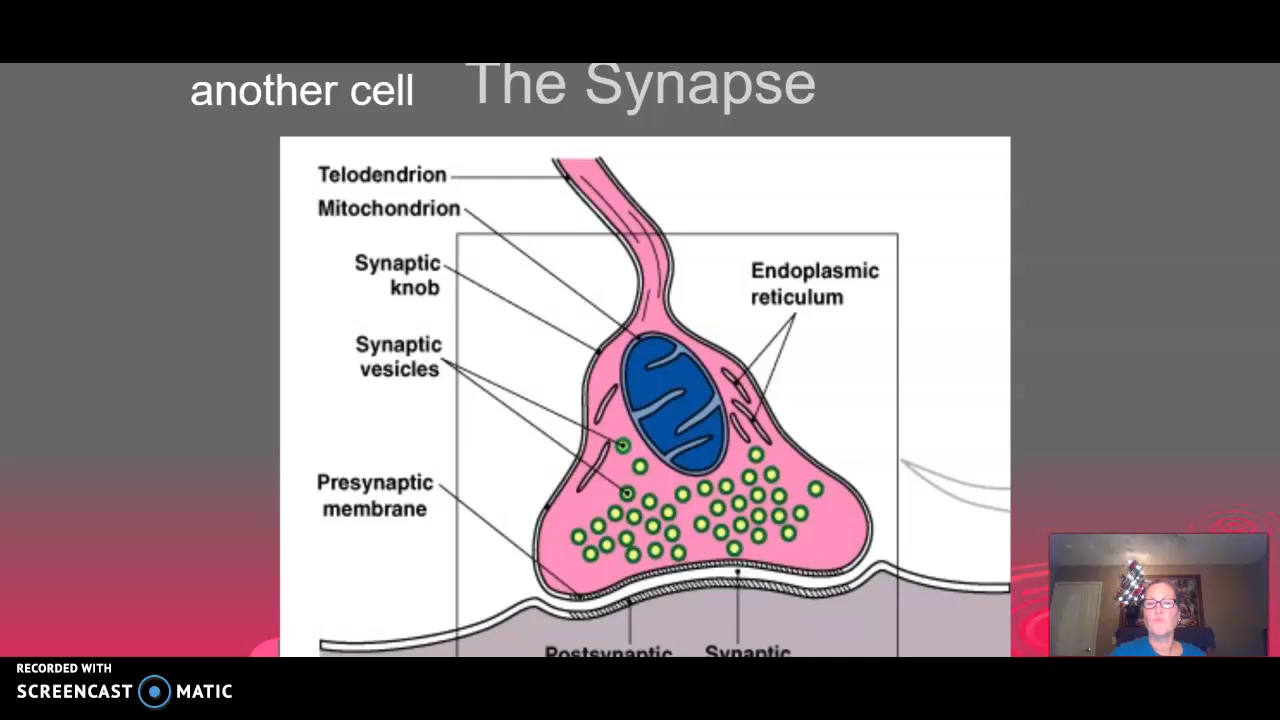 another cell
The Synapse
Telodendrion
Mitochondrion
Synaptic
knob
Endoplasmic
reticulum
Synaptic
vesicles
Presynaptic
membrane
Postsynaptic
Synaptic
RECORDED WITH
SCREENCAST MATIC